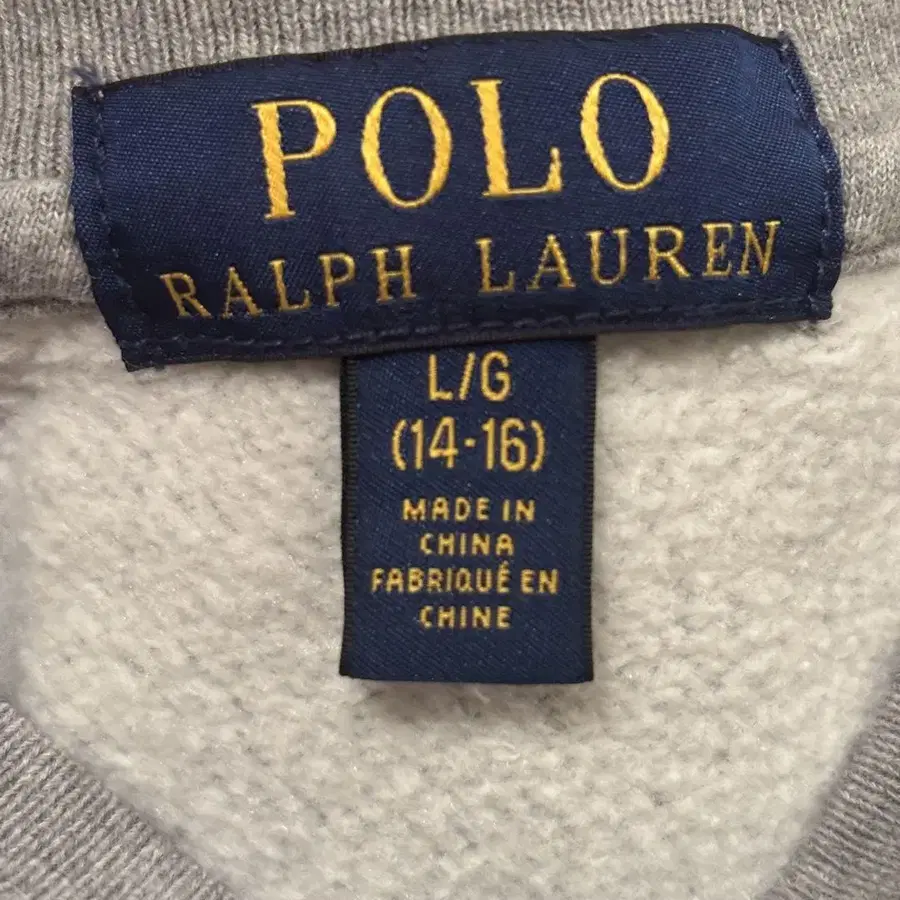 POLO
RALPH LAUREN
L/G
(14-16)
MADE IN
CHINA
FABRIQUÉ EN
CHINE